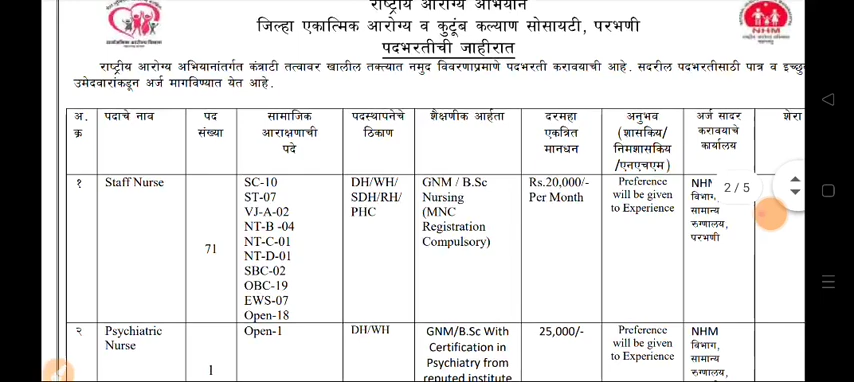 राष्ट्रीय आरोग्य अभियान
जिल्हा एकात्मिक आरोग्य व कुटूंब कल्याण सोसायटी, परभणी
पदभरतीची जाहीरात
NHM
राष्ट्रीय आरोग्य अभियानांतर्गत कंत्राटी तत्वावर खालील तक्त्यात नमुद विवरणाप्रमाणे पदभरती करावयाची आहे. सदरील पदभरतीसाठी पात्र व
उमेदवारांकडून अर्ज मागविण्यात येत आहे.
अ.
क्र
पदाचे नाव
पद
संख्या
सामाजिक
आराक्षणाची
पदे
पदस्थापनेचे
ठिकाण
शैक्षणीक आर्हता
दरमहा
एकत्रित
मानधन
अनुभव
(शासकिय/
निमशासकिय
/एनएचएम)
अर्ज सादर
करावयाचे
कार्यालय
शेरा
१
Staff Nurse
71
SC-10
ST-07
VJ-A-02
NT-B -04
NT-C-01
NT-D-01
SBC-02
OBC-19
EWS-07
Open-18
DH/WH/
SDH/RH/
PHC
GNM / B.Sc
Nursing
(MNC
Registration
Compulsory)
Rs.20,000/-
Per Month
Preference
will be given
to Experience
विभाग,
सामान्य
रुग्णालय,
परभणी
2 / 5
२
Psychiatric
Nurse
1
Open-1
DH/WH
GNM/B.Sc With
Certification in
Psychiatry from
reputed institute
25,000/-
Preference
will be given
to Experience
NHM
विभाग,
सामान्य
रुग्णालय,